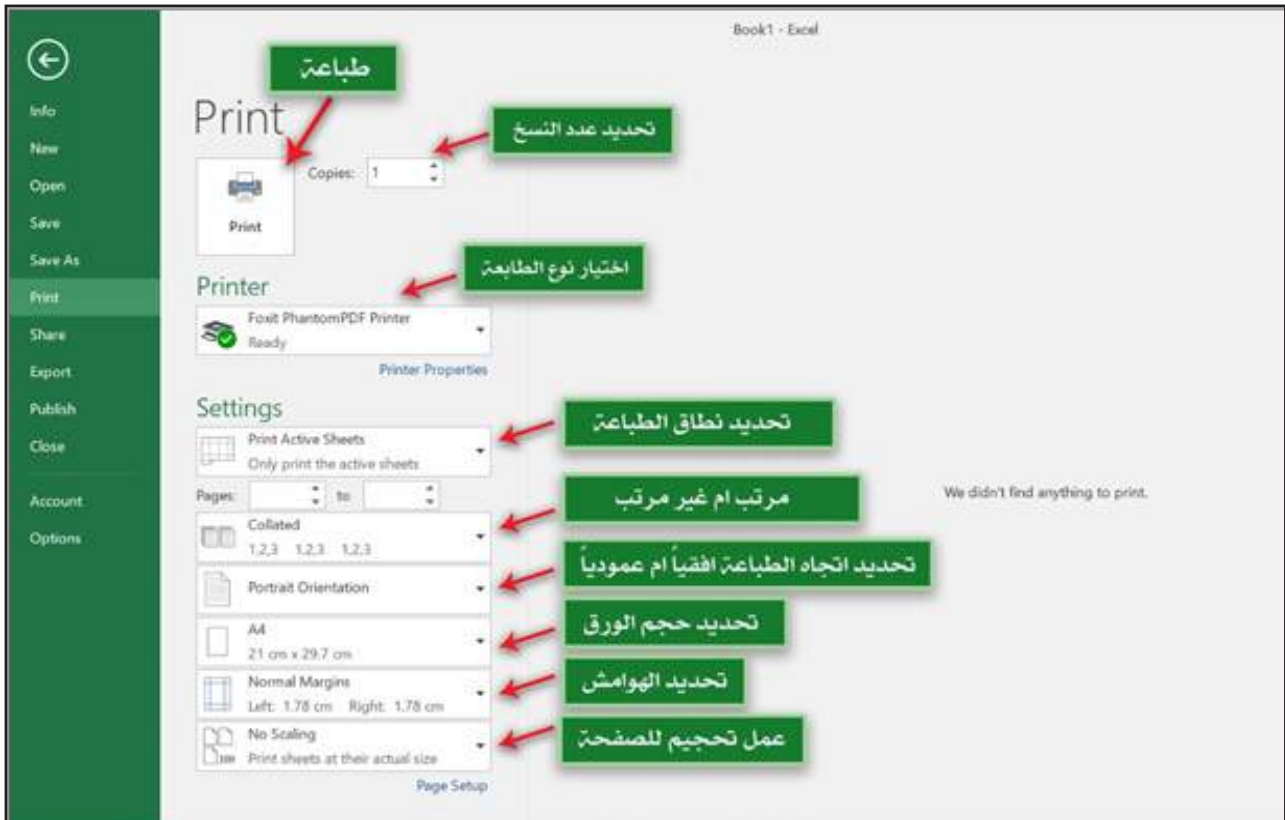 Book1 - Excel
Info
New
Open
Save
Save As
Print
Share
Export
Publish
Close
Account
Options
طباعة
Print
تحديد عدد النسخ
Copies: 1
Print
اختيار نوع الطابعة
Printer
Foxit PhantomPDF Printer
Ready
Printer Properties
Settings
تحديد نطاق الطباعة
Print Active Sheets
Only print the active sheets
Pages: to
مرتب ام غير مرتب
Collated
1,2,3 1,2,3 1,2,3
تحديد اتجاه الطباعة افقياً ام عمودياً
Portrait Orientation
تحديد حجم الورق
A4
21 cm x 29.7 cm
تحديد الهوامش
Normal Margins
Left: 1.78 cm Right: 1.78 cm
عمل تحجيم للصفحة
No Scaling
Print sheets at their actual size
Page Setup
We didn't find anything to print.